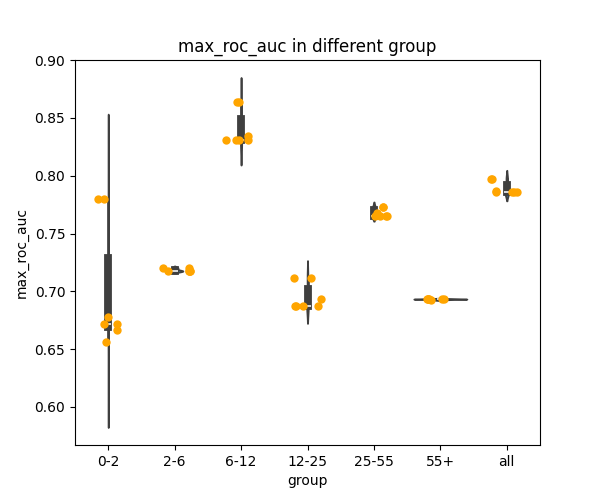 max_roc_auc in different group
max_roc_auc
0.90
0.85
0.80
0.75
0.70
0.65
0.60
0-2 2-6 6-12 12-25 25-55 55+ all
group